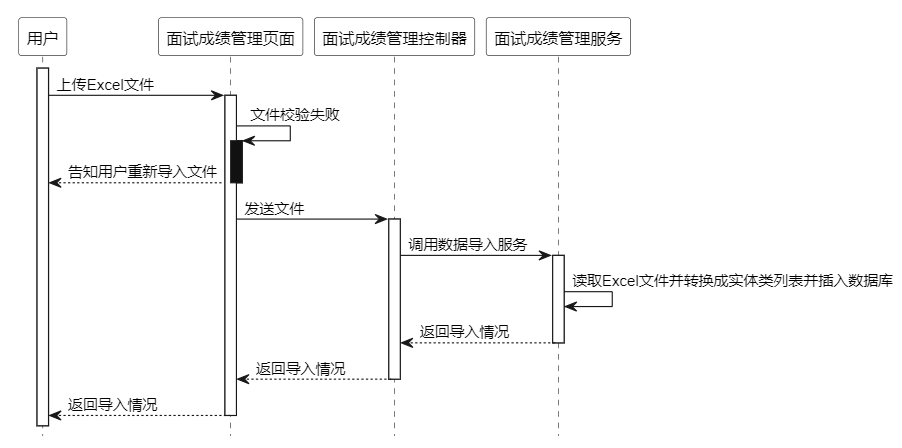 用户
面试成绩管理页面
面试成绩管理控制器
面试成绩管理服务
上传Excel文件
文件校验失败
告知用户重新导入文件
发送文件
调用数据导入服务
读取Excel文件并转换成实体类列表并插入数据库
返回导入情况
返回导入情况
返回导入情况